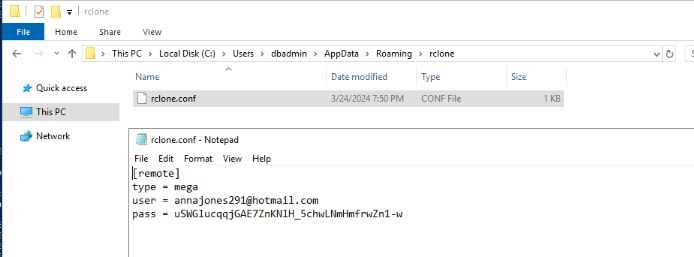 rclone
File Home Share View
This PC > Local Disk (C:) > Users > dbadmin > AppData > Roaming > rclone
Quick access
This PC
Network
Name Date modified Type Size
rclone.conf 3/24/2024 7:50 PM CONF File 1 KB
rclone.conf - Notepad
File Edit Format View Help
[remote]
type = mega
user = annajones291@hotmail.com
pass = uSWGlucqqjGAE7ZnKNlH_5chwLNmHmfrwZn1-w